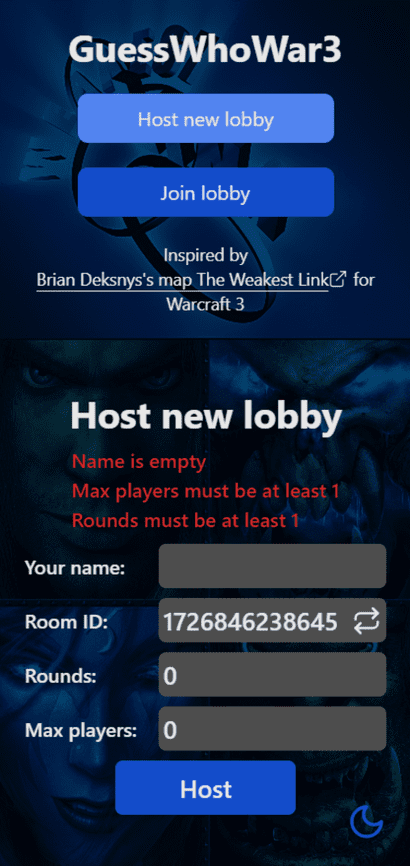 GuessWhoWar3
Host new lobby
Join lobby
Inspired by
Brian Deksnys's map The Weakest Link for
Warcraft 3
Host new lobby
Name is empty
Max players must be at least 1
Rounds must be at least 1
Your name:
Room ID: 1726846238645
Rounds: 0
Max players: 0
Host